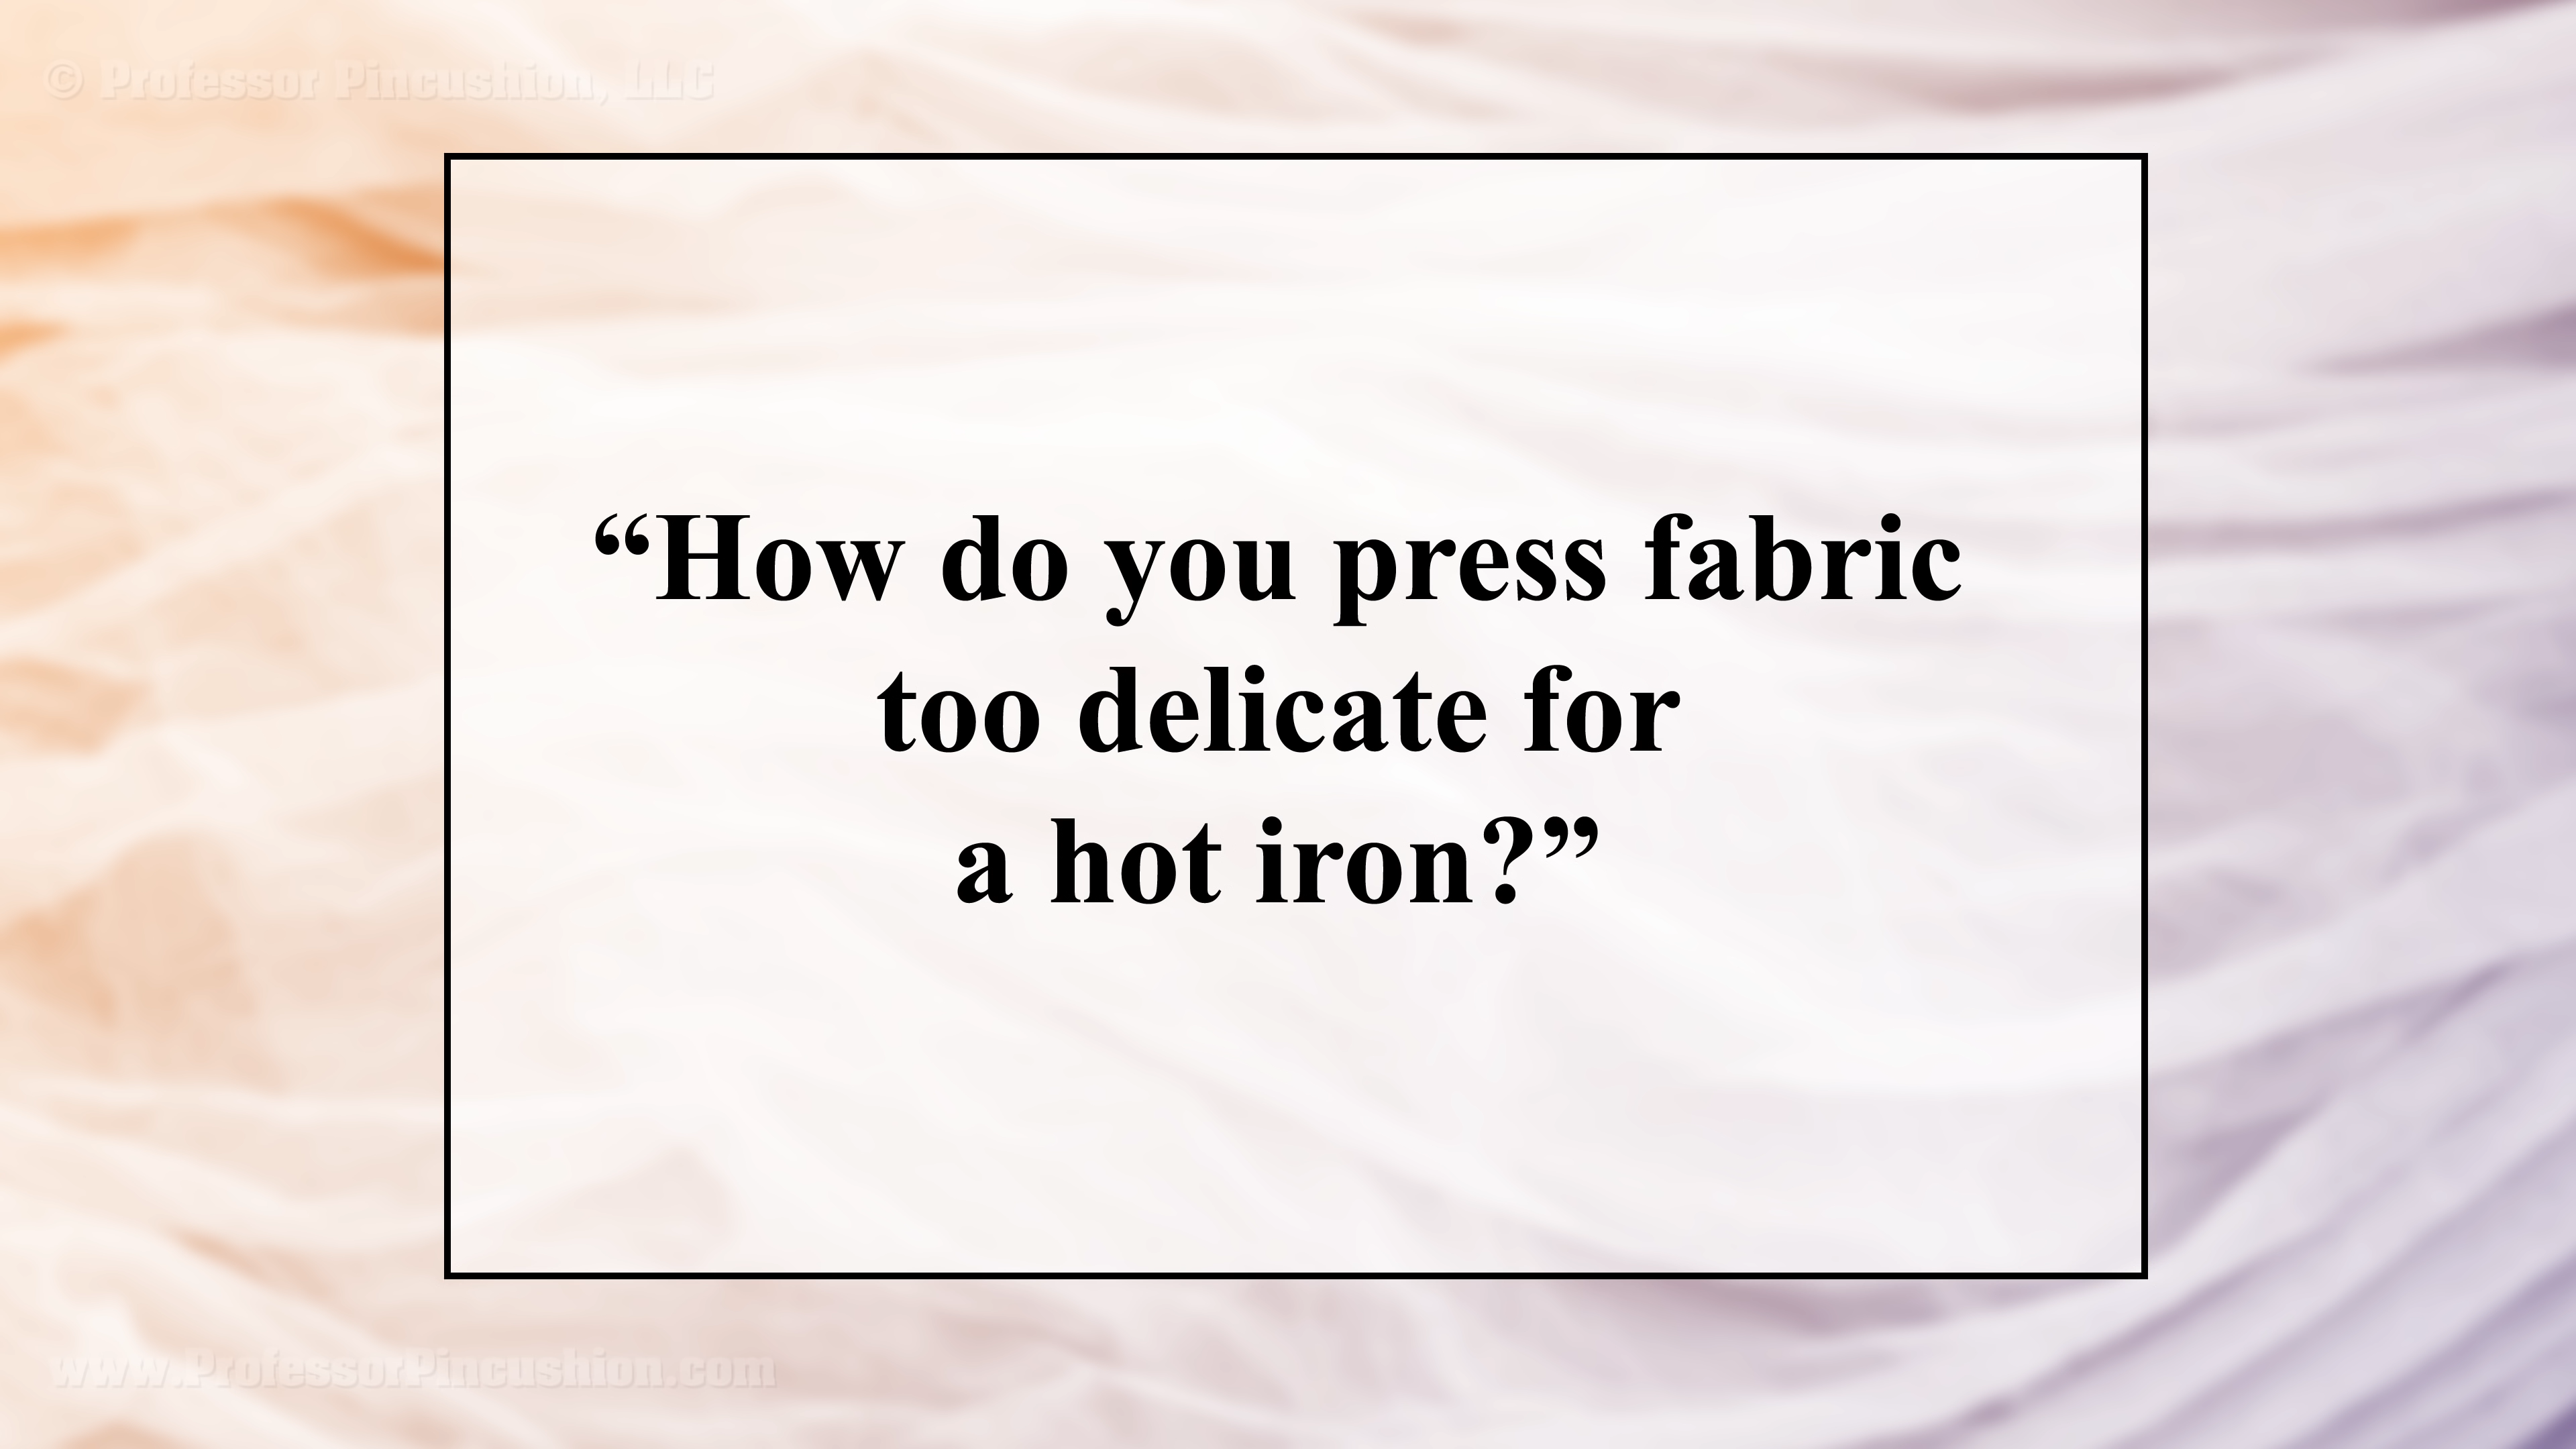 © Professor Pincushion, LLC
“How do you press fabric
too delicate for
a hot iron?”
www.ProfessorPincushion.com